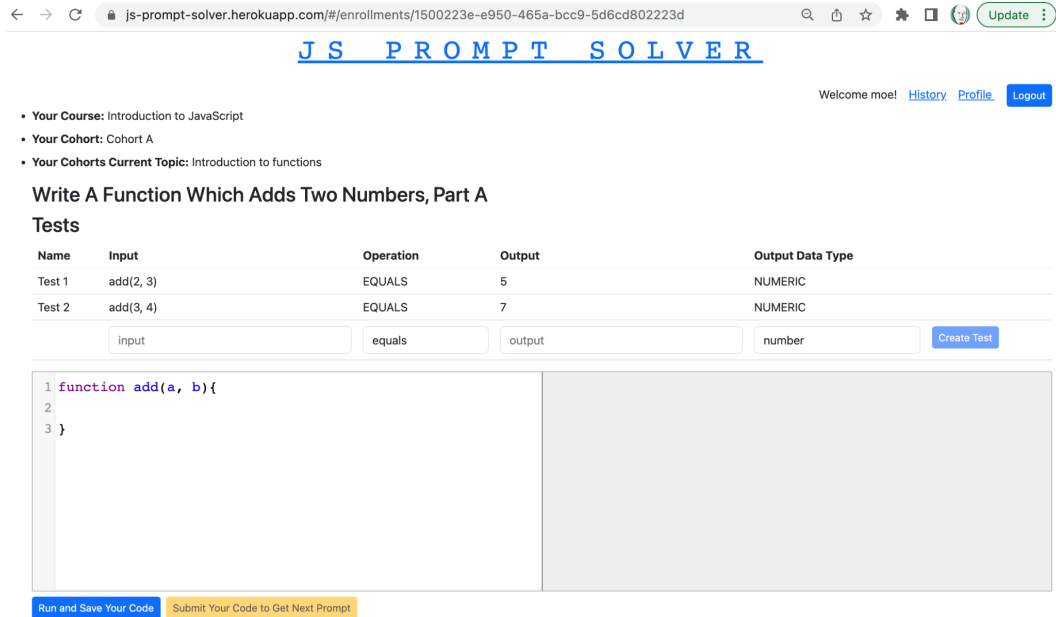 js-prompt-solver.herokuapp.com/#/enrollments/1500223e-e950-465a-bcc9-5d6cd802223d Update
JS PROMPT SOLVER
Welcome moe! History Profile Logout
• Your Course: Introduction to JavaScript
• Your Cohort: Cohort A
• Your Cohorts Current Topic: Introduction to functions
Write A Function Which Adds Two Numbers, Part A
Tests
Name Input Operation Output Output Data Type
Test 1 add(2, 3) EQUALS 5 NUMERIC
Test 2 add(3, 4) EQUALS 7 NUMERIC
input equals output number Create Test
1 function add(a, b){
2
3 }
Run and Save Your Code Submit Your Code to Get Next Prompt